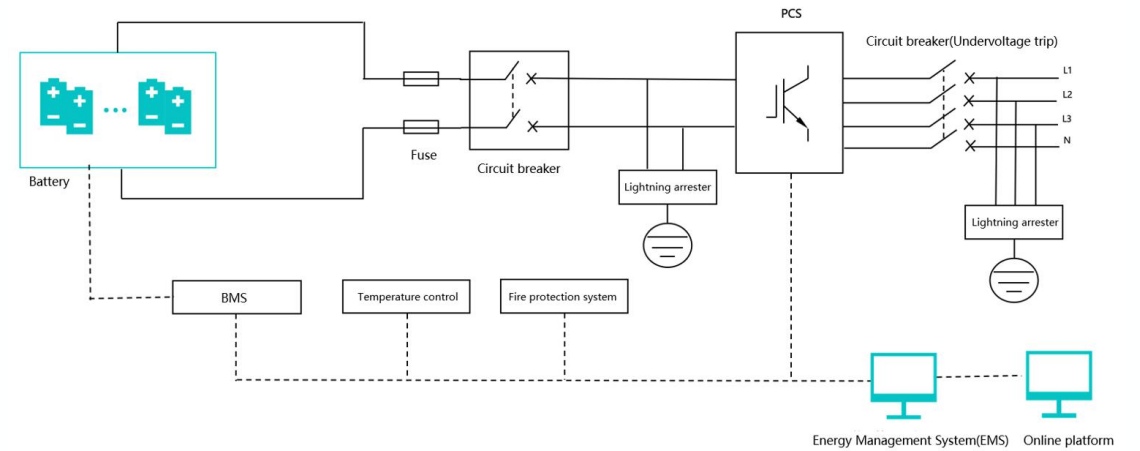 PCS
Circuit breaker(Undervoltage trip)
L1
L2
L3
N
Fuse
Circuit breaker
Battery
Lightning arrester
Lightning arrester
BMS
Temperature control
Fire protection system
Energy Management System(EMS)
Online platform